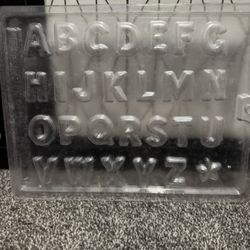 ABCDEFG
HIJKLMN
OPQRSTU
VWXYZ*